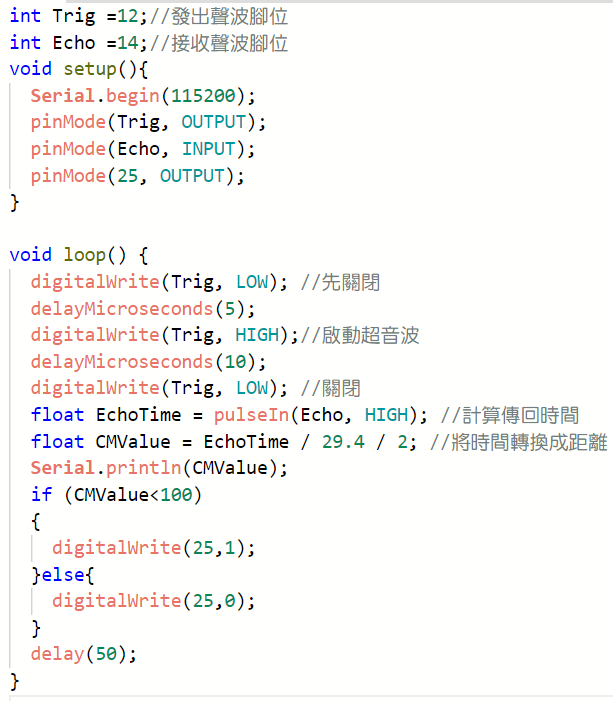 int Trig =12;//發出聲波腳位
int Echo =14;//接收聲波腳位
void setup(){
  Serial.begin(115200);
  pinMode(Trig, OUTPUT);
  pinMode(Echo, INPUT);
  pinMode(25, OUTPUT);
}

void loop() {
  digitalWrite(Trig, LOW); //先關閉
  delayMicroseconds(5);
  digitalWrite(Trig, HIGH);//啟動超音波
  delayMicroseconds(10);
  digitalWrite(Trig, LOW); //關閉
  float EchoTime = pulseIn(Echo, HIGH); //計算傳回時間
  float CMValue = EchoTime / 29.4 / 2; //將時間轉換成距離
  Serial.println(CMValue);
  if (CMValue<100)
  {
    digitalWrite(25,1);
  }else{
    digitalWrite(25,0);
  }
  delay(50);
}